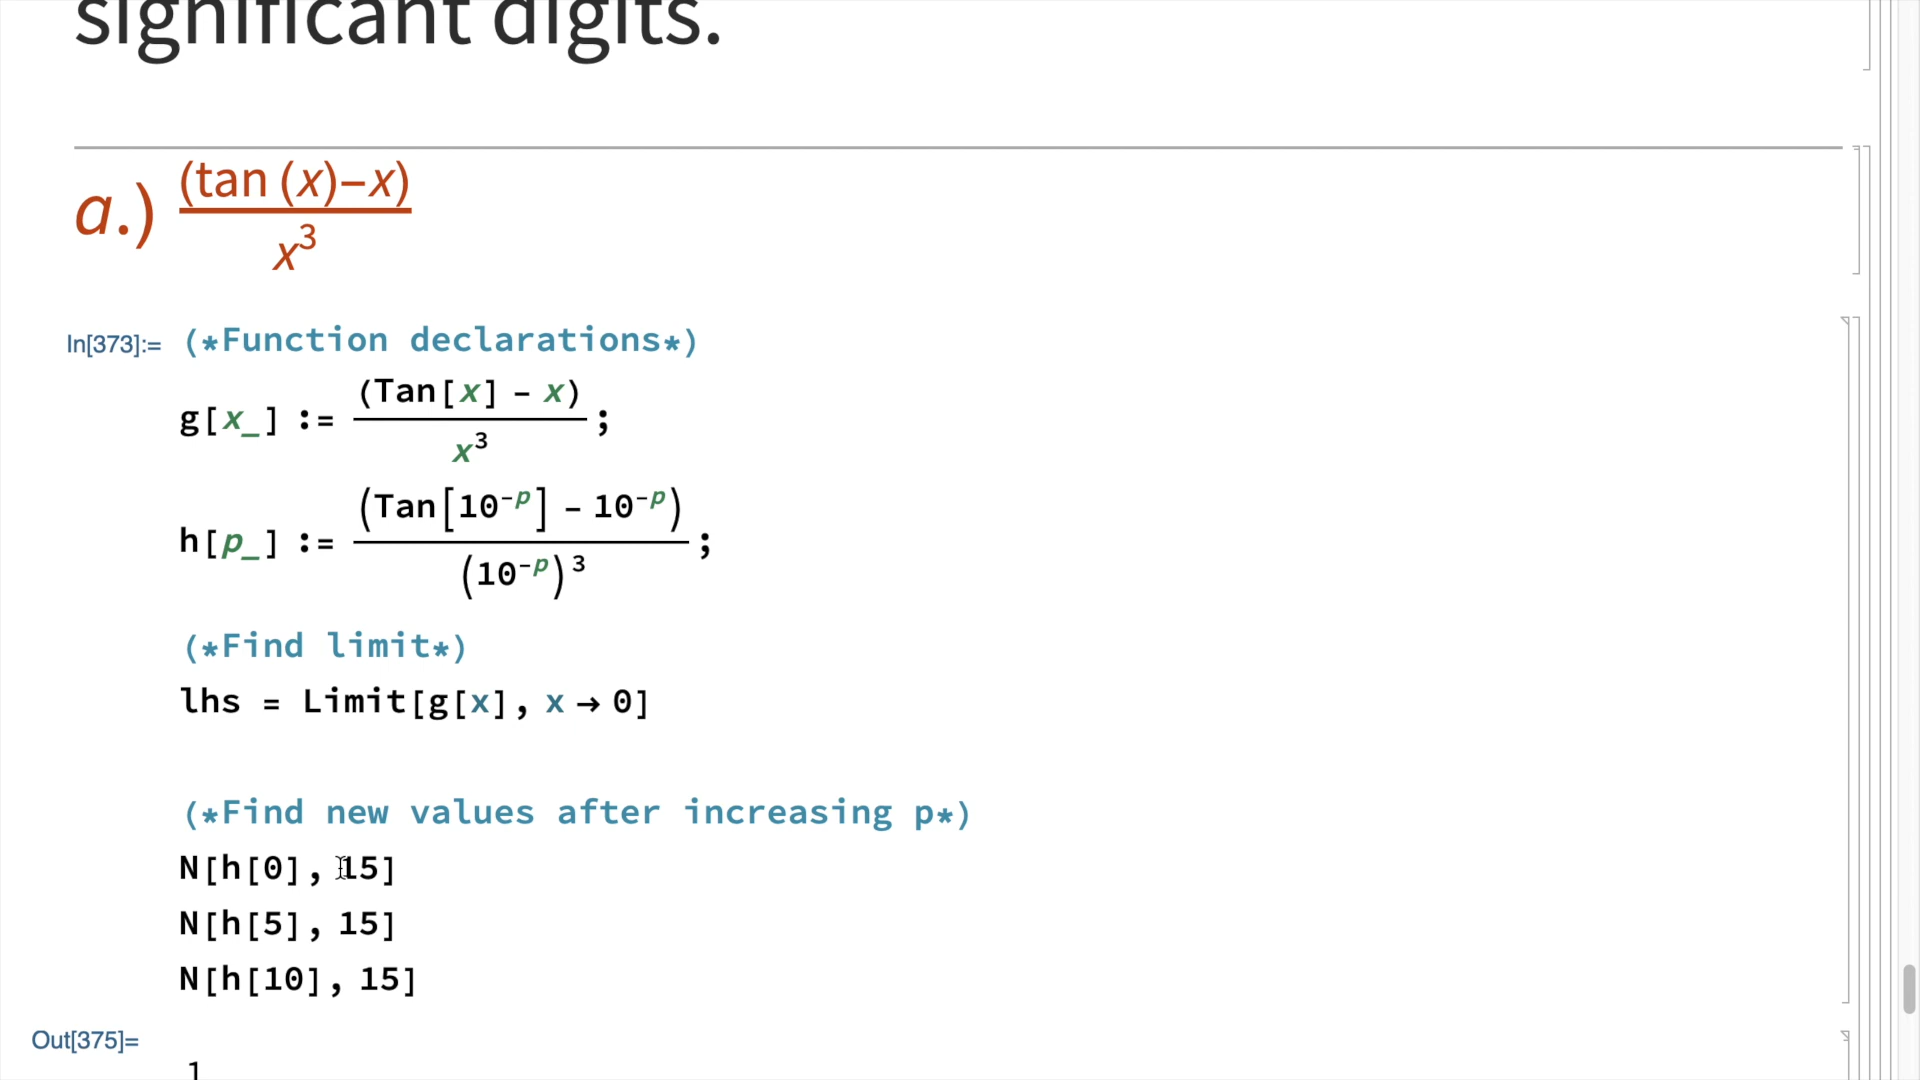 significant digits.
a.) (tan (x)–x)
x³
In[373]:= (*Function declarations*)
g[x_] := (Tan[x] – x)
x³ ;
h[p_] := (Tan[10⁻ᵖ] – 10⁻ᵖ)
(10⁻ᵖ)³ ;
(*Find limit*)
lhs = Limit[g[x], x → 0]
(*Find new values after increasing p*)
N[h[0], 15]
N[h[5], 15]
N[h[10], 15]
Out[375]=
1